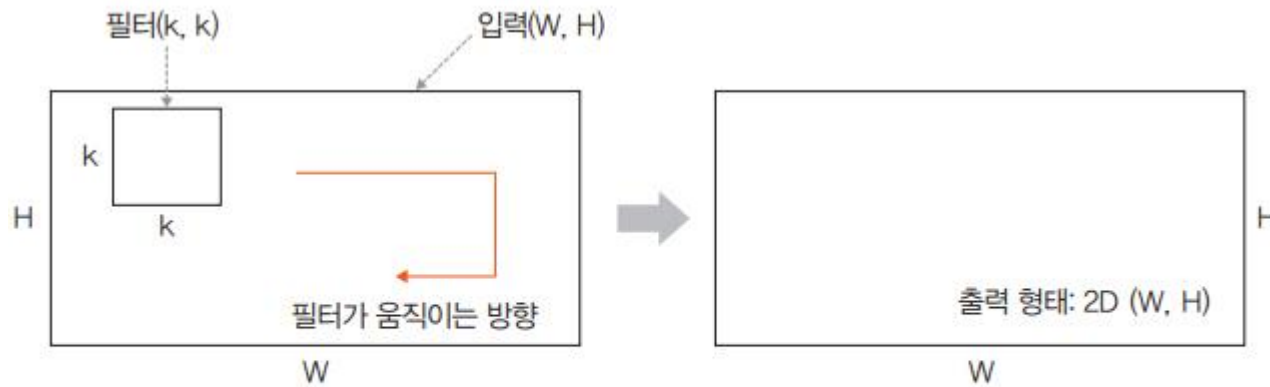 필터(k, k)
입력(W, H)
k
H
k
필터가 움직이는 방향
W
H
출력 형태: 2D (W, H)
W